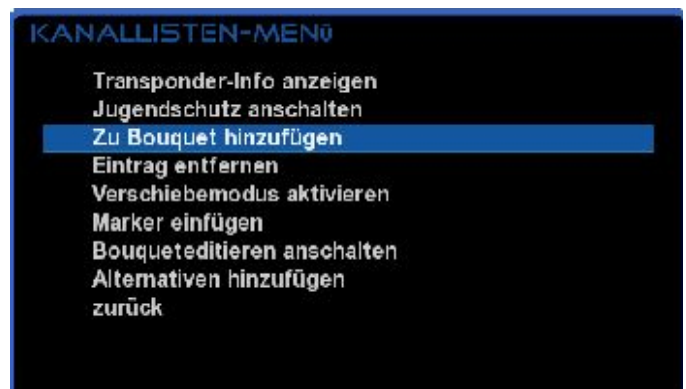 KANALLISTEN-MENü
Transponder-Info anzeigen
Jugendschutz anschalten
Zu Bouquet hinzufügen
Eintrag entfernen
Verschiebemodus aktivieren
Marker einfügen
Bouqueteditieren anschalten
Alternativen hinzufügen
zurück